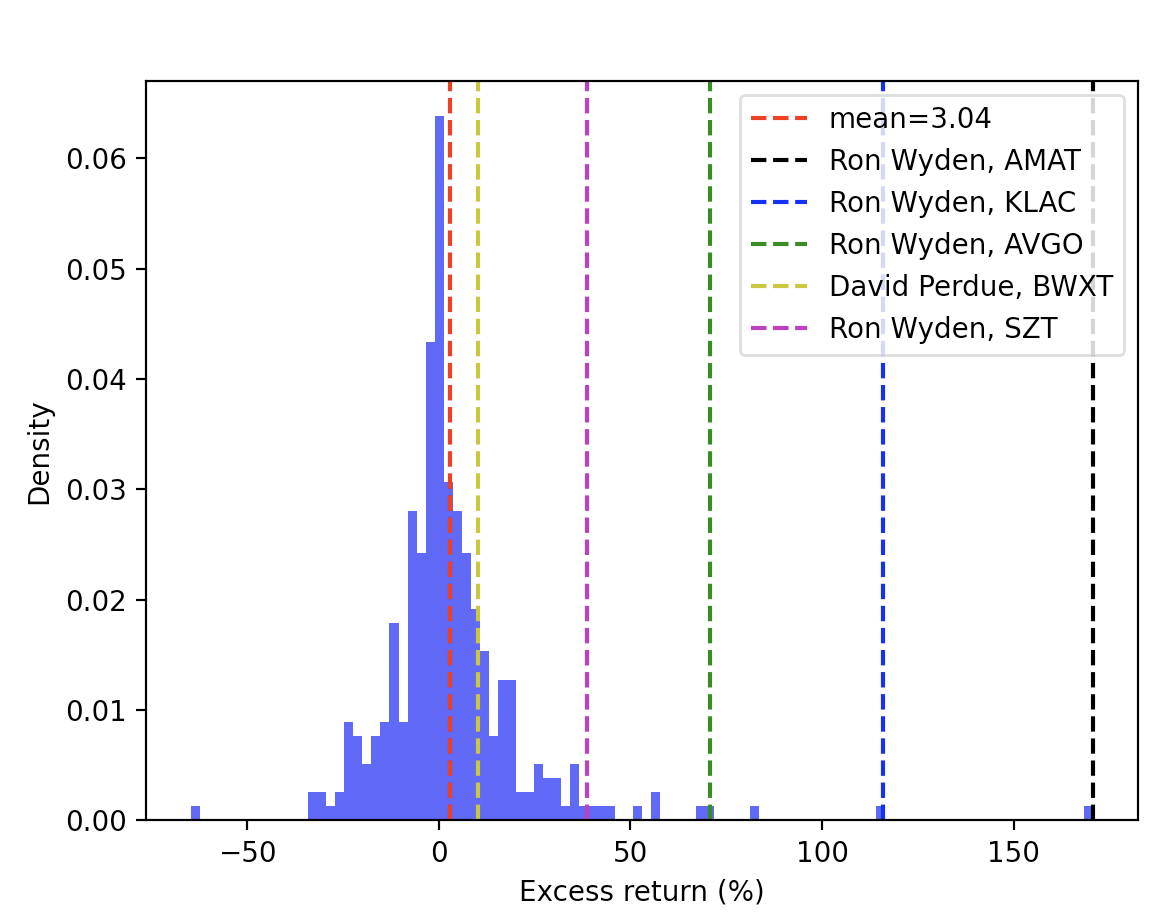 mean=3.04
Ron Wyden, AMAT
Ron Wyden, KLAC
Ron Wyden, AVGO
David Perdue, BWXT
Ron Wyden, SZT
Density
0.06
0.05
0.04
0.03
0.02
0.01
0.00
−50
0
50
100
150
Excess return (%)